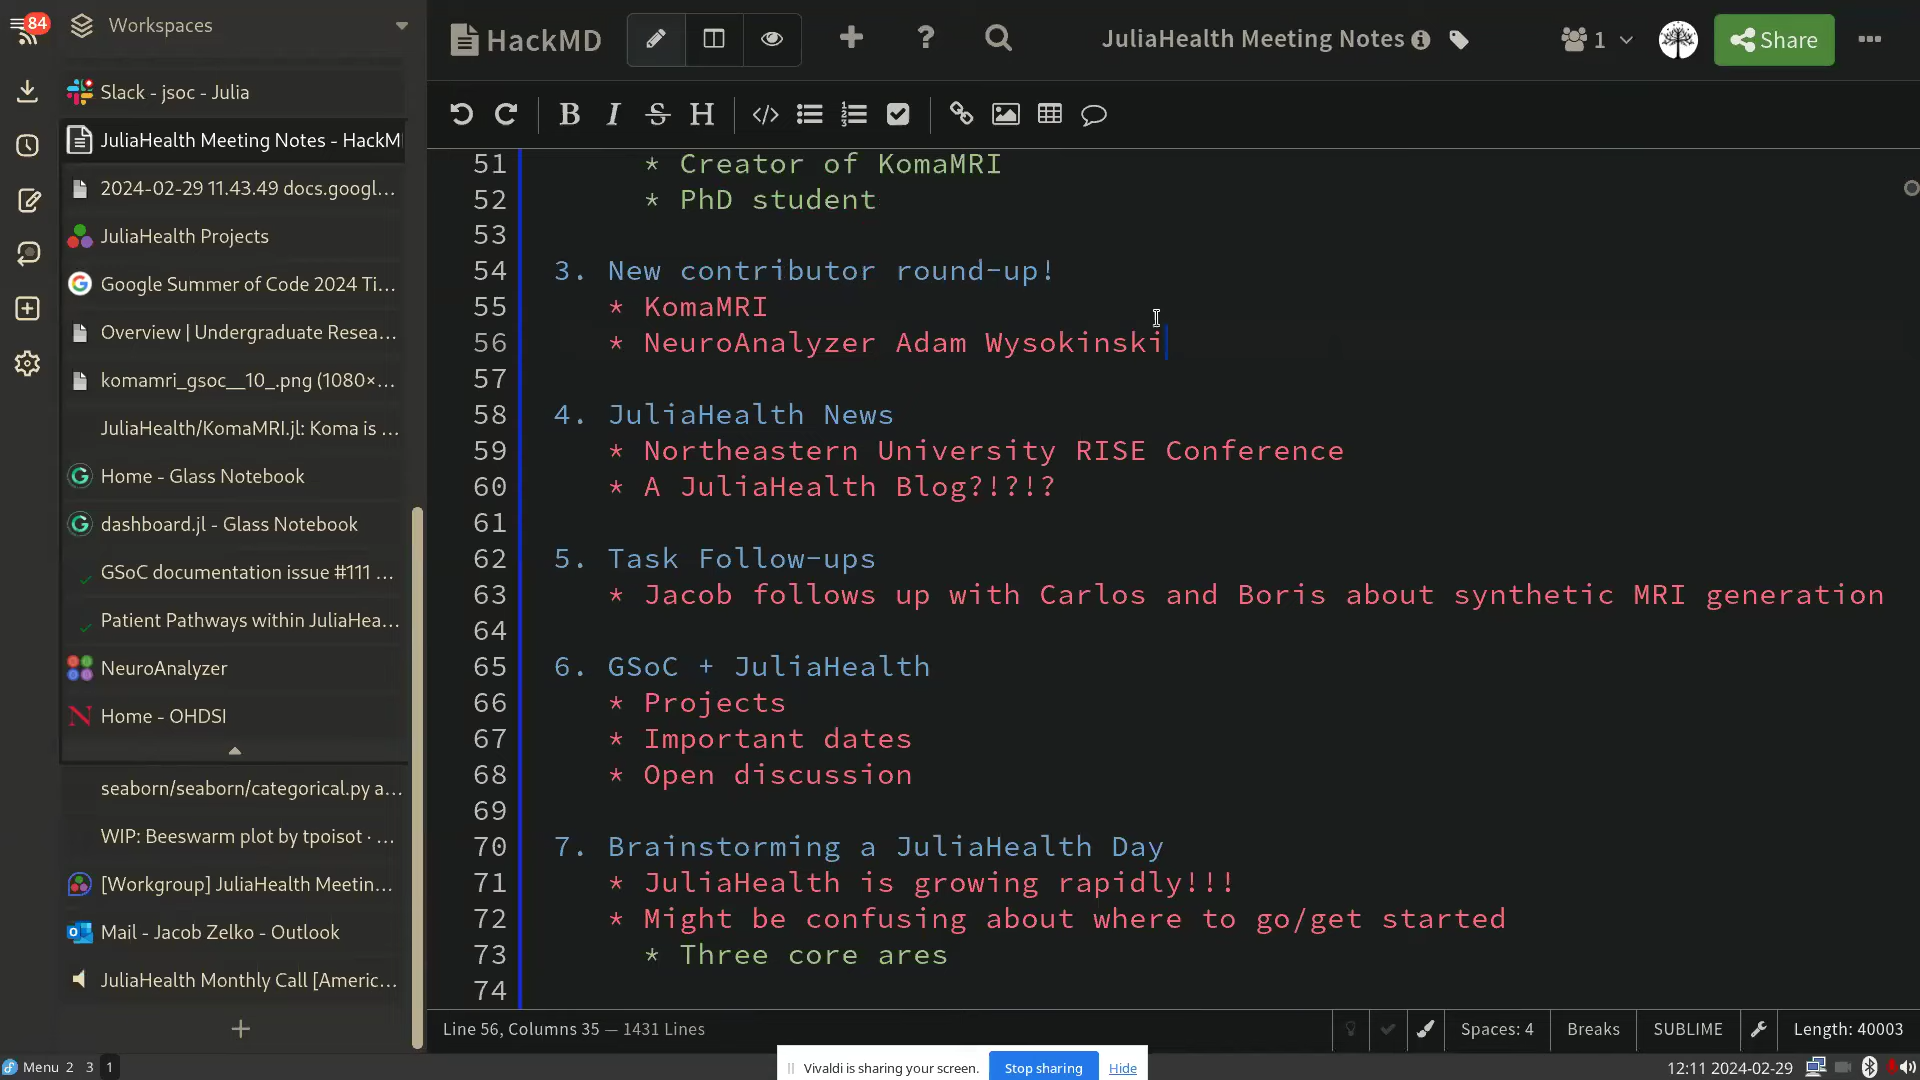 84
Workspaces
Slack - jsoc - Julia
JuliaHealth Meeting Notes - HackM
2024-02-29 11.43.49 docs.googl...
JuliaHealth Projects
Google Summer of Code 2024 Ti...
Overview | Undergraduate Resea...
komamri_gsoc__10_.png (1080×...
JuliaHealth/KomaMRI.jl: Koma is ...
Home - Glass Notebook
dashboard.jl - Glass Notebook
GSoC documentation issue #111 ...
Patient Pathways within JuliaHea...
NeuroAnalyzer
Home - OHDSI
seaborn/seaborn/categorical.py a...
WIP: Beeswarm plot by tpoisot · ...
[Workgroup] JuliaHealth Meetin...
Mail - Jacob Zelko - Outlook
JuliaHealth Monthly Call [Americ...
HackMD
JuliaHealth Meeting Notes
1
Share
B I S H
51 * Creator of KomaMRI
52 * PhD student
53
54 3. New contributor round-up!
55 * KomaMRI
56 * NeuroAnalyzer Adam Wysokinski
57
58 4. JuliaHealth News
59 * Northeastern University RISE Conference
60 * A JuliaHealth Blog?!?!?
61
62 5. Task Follow-ups
63 * Jacob follows up with Carlos and Boris about synthetic MRI generation
64
65 6. GSoC + JuliaHealth
66 * Projects
67 * Important dates
68 * Open discussion
69
70 7. Brainstorming a JuliaHealth Day
71 * JuliaHealth is growing rapidly!!!
72 * Might be confusing about where to go/get started
73 * Three core ares
74
Line 56, Columns 35 — 1431 Lines
Spaces: 4
Breaks
SUBLIME
Length: 40003
Menu 2 3 1
Vivaldi is sharing your screen.
Stop sharing
Hide
12:11 2024-02-29